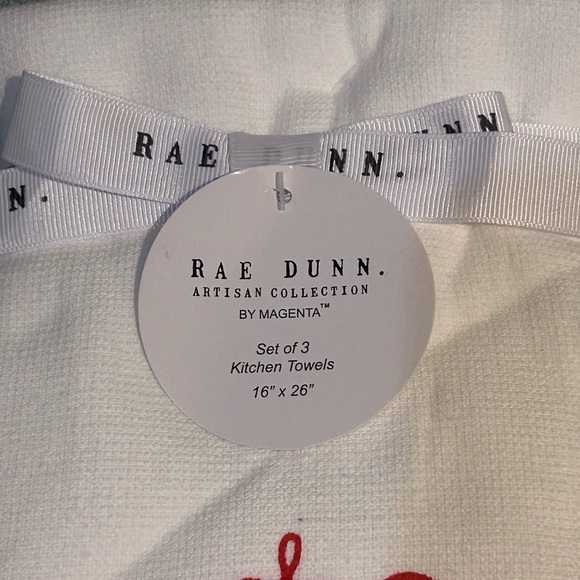 RAE DUNN.
N.
RAE DUNN.
ARTISAN COLLECTION
BY MAGENTA™
Set of 3
Kitchen Towels
16” x 26”